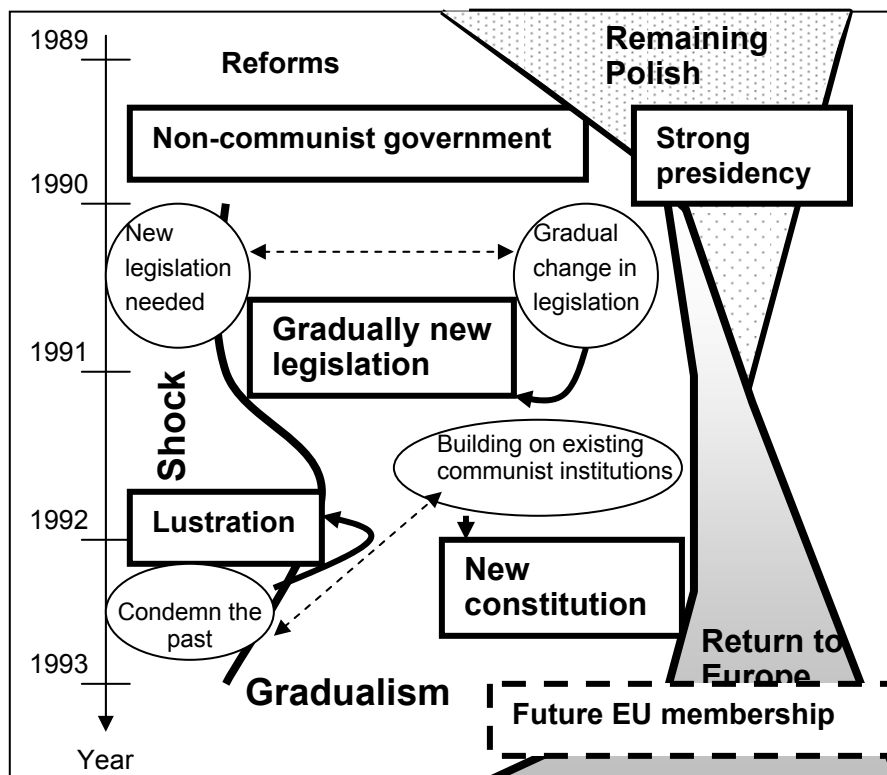 1989
Reforms
Remaining
Polish
Non-communist government
Strong
presidency
1990
New
legislation
needed
Gradual
change in
legislation
Gradually new
legislation
1991
Shock
Building on existing
communist institutions
1992
Lustration
New
constitution
Condemn the
past
1993
Return to
Europe
Gradualism
Future EU membership
Year